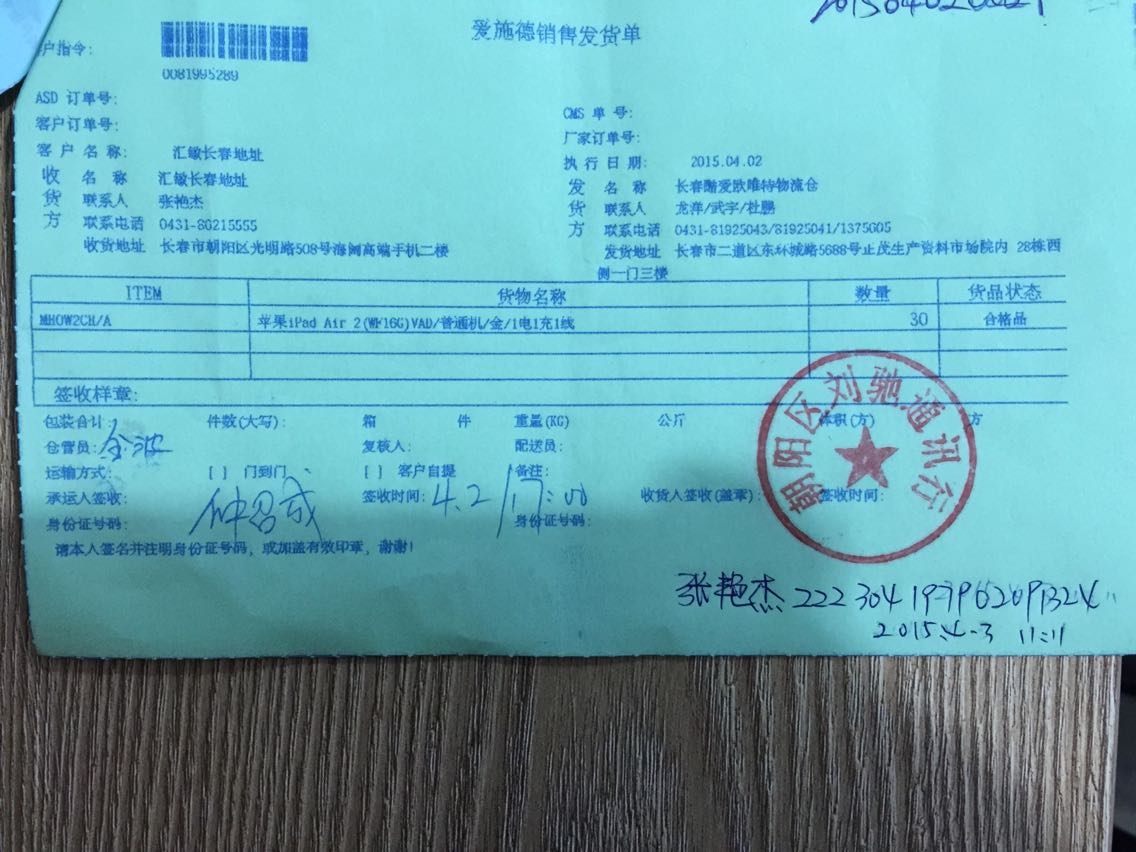 爱施德销售发货单
户指令:
0081995289
ASD 订单号:
客户订单号:
客户名称: 汇敏长春地址
收货方
名称 汇敏长春地址
联系人 张艳杰
联系电话 0431-80215555
收货地址 长春市朝阳区光明路508号海阔高端手机二楼
CMS 单号:
厂家订单号:
执行日期: 2015.04.02
发货方
名称 长春酷爱欧唯特物流仓
联系人 龙洋/武宇/杜鹏
联系电话 0431-81925043/81925041/1375605
发货地址 长春市二道区东环城路5688号正茂生产资料市场院内 28栋西
侧一门三楼
ITEM 货物名称 数量 货品状态
MH0W2CH/A 苹果iPad Air 2(WF16G)VAD/普通机/金/1电1充1线 30 合格品
签收样章:
包装合计: 件数(大写): 箱 件 重量(KG) 公斤 体积(方) 方
仓管员: 复核人: 配送员:
运输方式: [ ] 门到门 [ ] 客户自提 备注:
承运人签收: 签收时间: 4.2 17:00 收货人签收(盖章): 签收时间:
身份证号码: 身份证号码:
请本人签名并注明身份证号码，或加盖有效印章，谢谢!
朝阳区刘驰通讯行
张艳杰 222304197962091324
2015.4-3 11:11